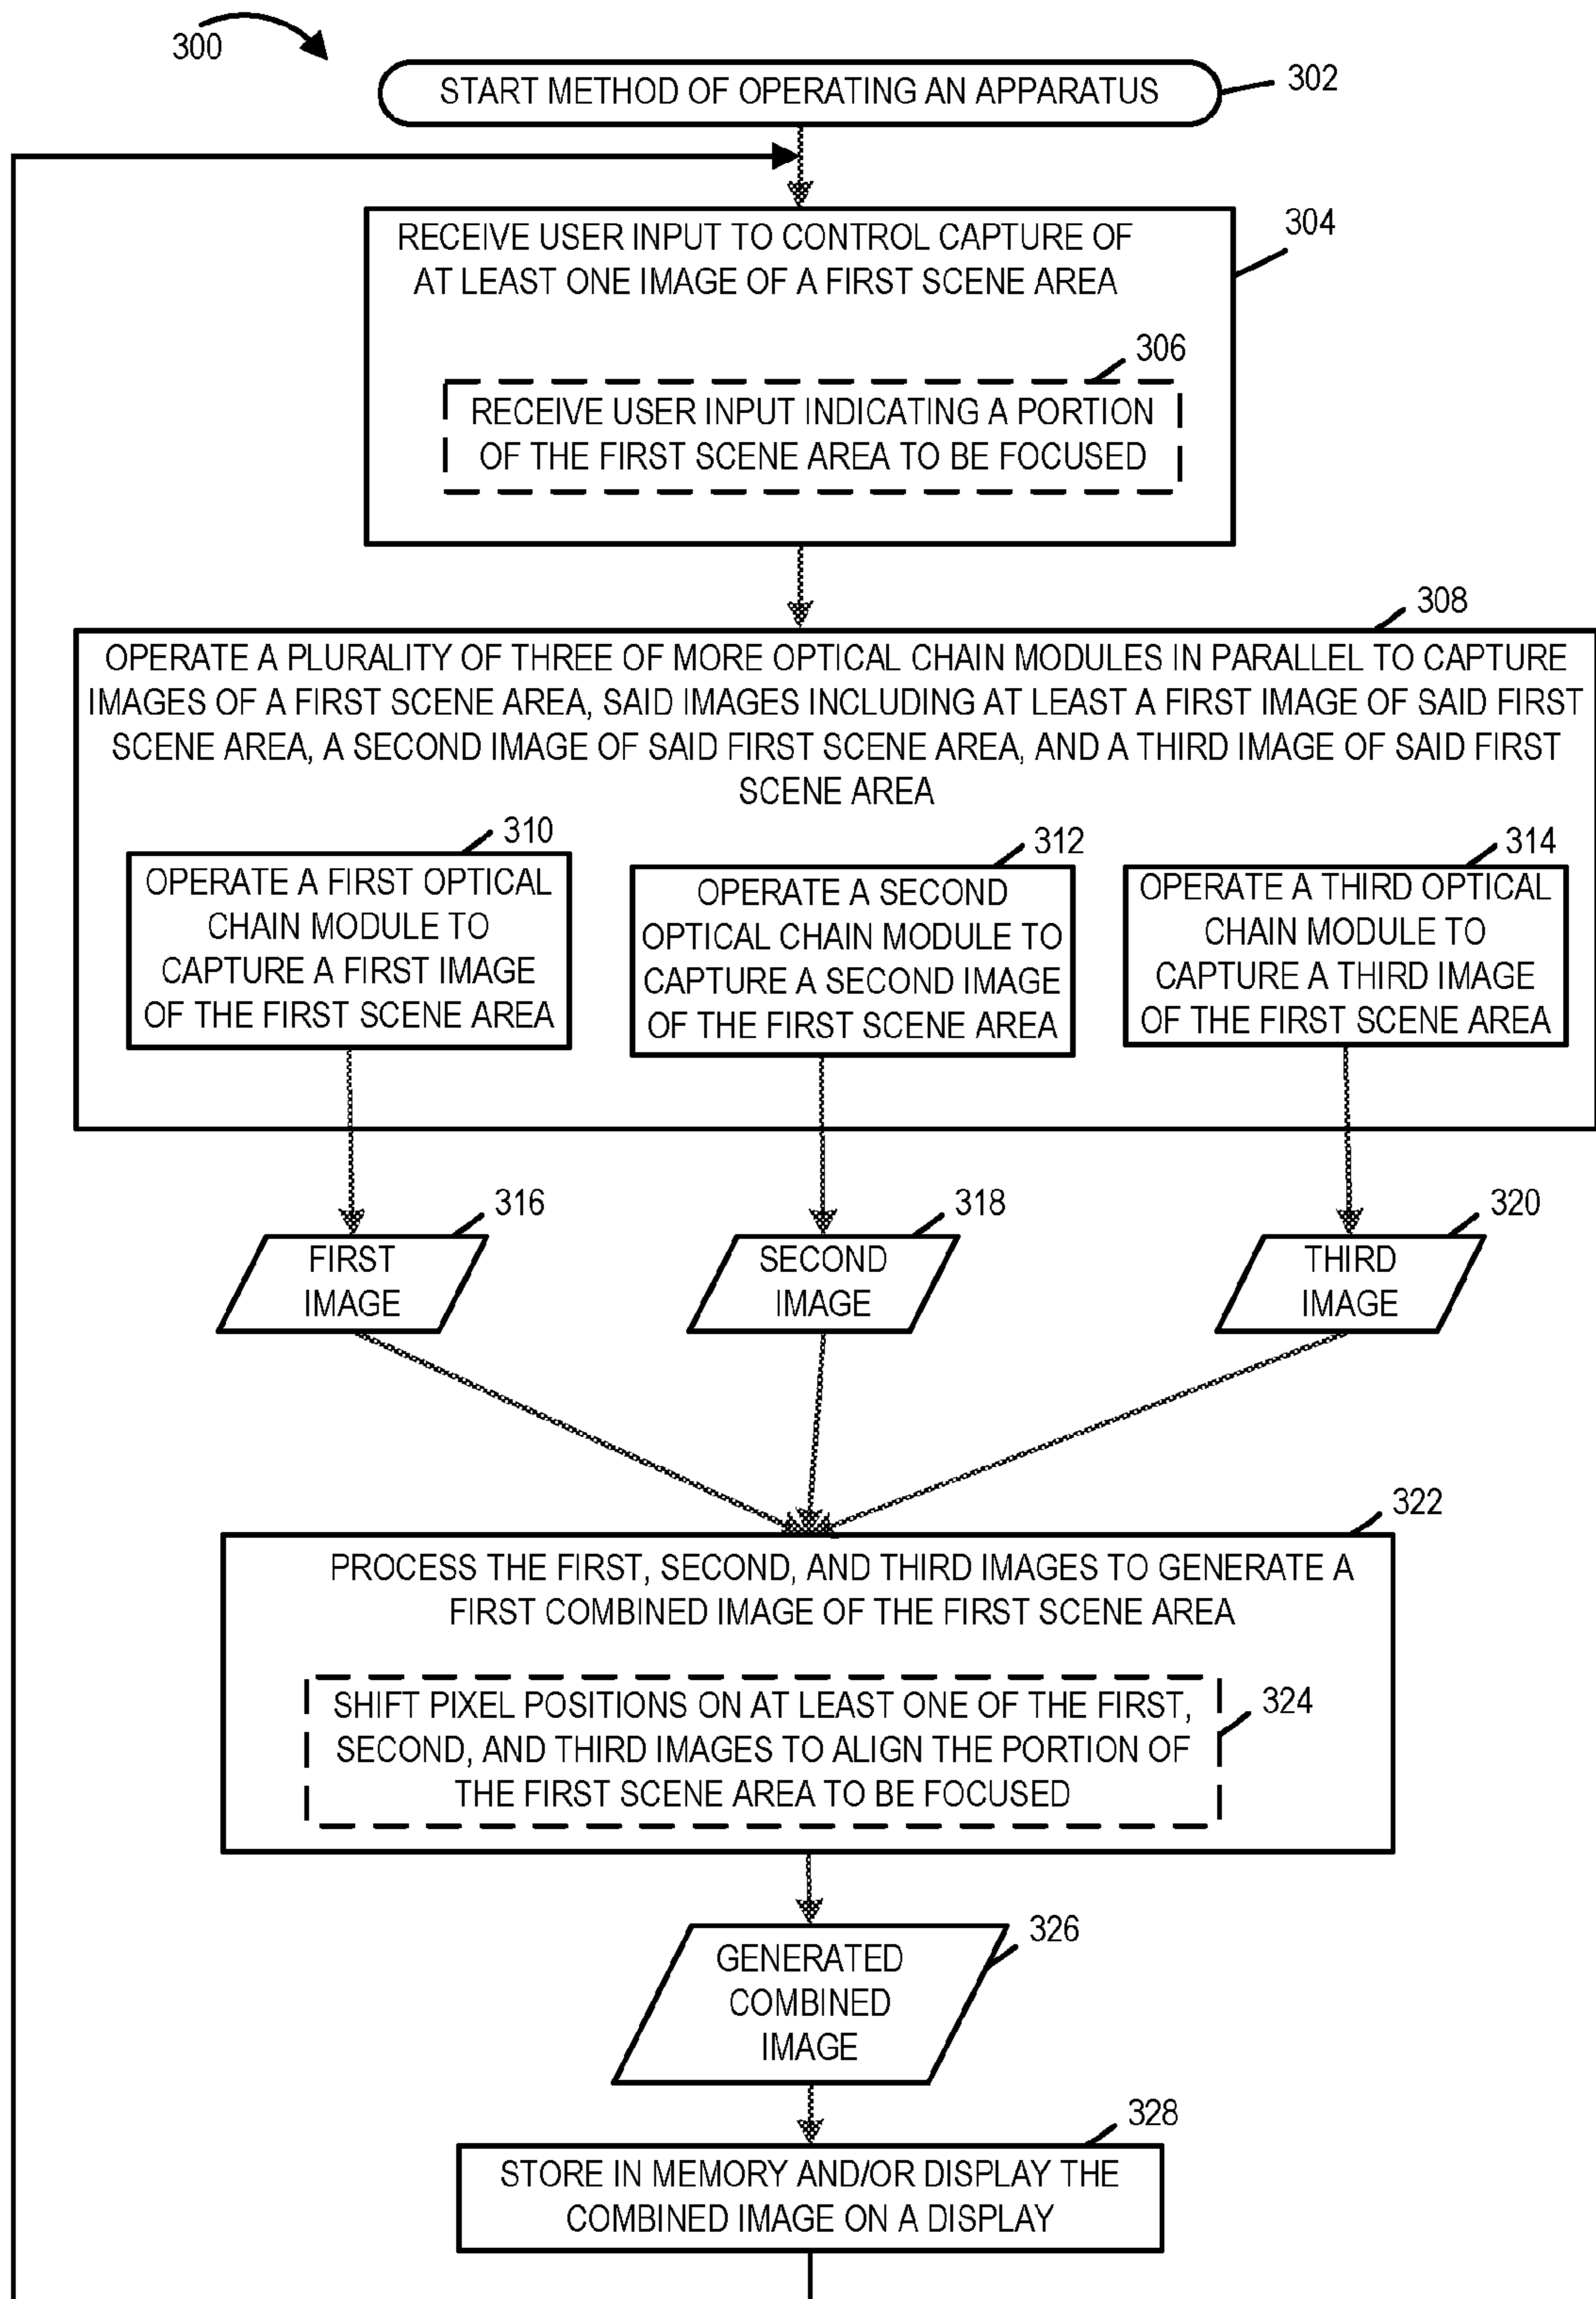 300
START METHOD OF OPERATING AN APPARATUS
302
304
RECEIVE USER INPUT TO CONTROL CAPTURE OF
AT LEAST ONE IMAGE OF A FIRST SCENE AREA
306
RECEIVE USER INPUT INDICATING A PORTION
OF THE FIRST SCENE AREA TO BE FOCUSED
308
OPERATE A PLURALITY OF THREE OF MORE OPTICAL CHAIN MODULES IN PARALLEL TO CAPTURE
IMAGES OF A FIRST SCENE AREA, SAID IMAGES INCLUDING AT LEAST A FIRST IMAGE OF SAID FIRST
SCENE AREA, A SECOND IMAGE OF SAID FIRST SCENE AREA, AND A THIRD IMAGE OF SAID FIRST
SCENE AREA
310
OPERATE A FIRST OPTICAL
CHAIN MODULE TO
CAPTURE A FIRST IMAGE
OF THE FIRST SCENE AREA
312
OPERATE A SECOND
OPTICAL CHAIN MODULE TO
CAPTURE A SECOND IMAGE
OF THE FIRST SCENE AREA
314
OPERATE A THIRD OPTICAL
CHAIN MODULE TO
CAPTURE A THIRD IMAGE
OF THE FIRST SCENE AREA
316
FIRST
IMAGE
318
SECOND
IMAGE
320
THIRD
IMAGE
322
PROCESS THE FIRST, SECOND, AND THIRD IMAGES TO GENERATE A
FIRST COMBINED IMAGE OF THE FIRST SCENE AREA
324
SHIFT PIXEL POSITIONS ON AT LEAST ONE OF THE FIRST,
SECOND, AND THIRD IMAGES TO ALIGN THE PORTION OF
THE FIRST SCENE AREA TO BE FOCUSED
326
GENERATED
COMBINED
IMAGE
328
STORE IN MEMORY AND/OR DISPLAY THE
COMBINED IMAGE ON A DISPLAY